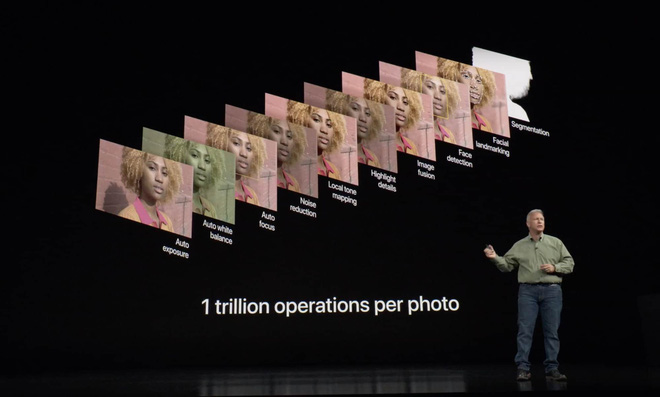 Auto
exposure
Auto white
balance
Auto
focus
Noise
reduction
Local tone
mapping
Highlight
details
Image
fusion
Face
detection
Facial
landmarking
Segmentation
1 trillion operations per photo